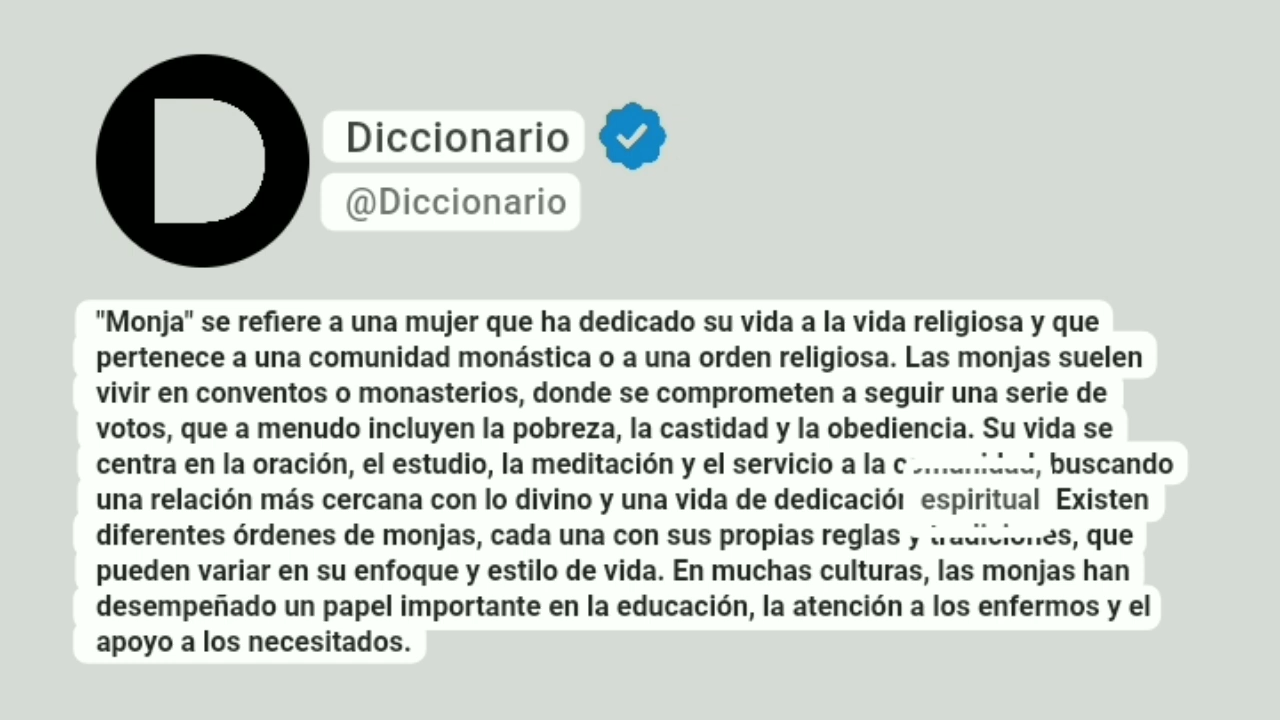 D
Diccionario
@Diccionario
"Monja" se refiere a una mujer que ha dedicado su vida a la vida religiosa y que
pertenece a una comunidad monástica o a una orden religiosa. Las monjas suelen
vivir en conventos o monasterios, donde se comprometen a seguir una serie de
votos, que a menudo incluyen la pobreza, la castidad y la obediencia. Su vida se
centra en la oración, el estudio, la meditación y el servicio a la comunidad, buscando
una relación más cercana con lo divino y una vida de dedicación espiritual Existen
diferentes órdenes de monjas, cada una con sus propias reglas y tradiciones, que
pueden variar en su enfoque y estilo de vida. En muchas culturas, las monjas han
desempeñado un papel importante en la educación, la atención a los enfermos y el
apoyo a los necesitados.